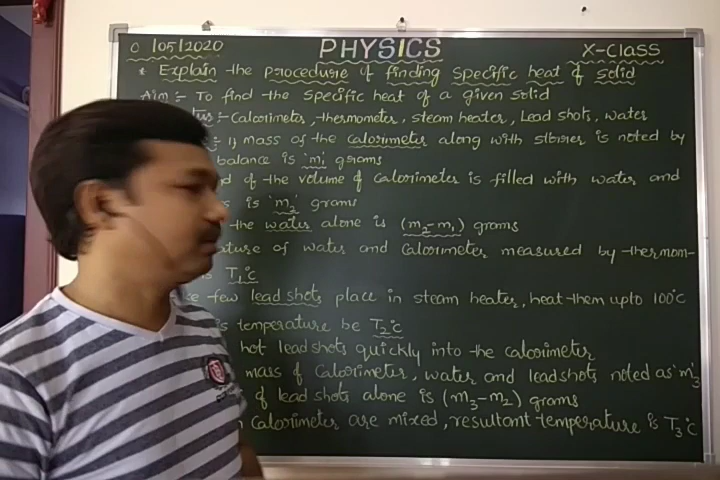 0 /05/2020 PHYSICS X-CLASS
* Explain the procedure of finding specific heat of solid
Aim :- To find the specific heat of a given solid
:- Calorimeter, thermometer, steam heater, Lead shots, water
:- 1) mass of the calorimeter along with stirrer is noted by
balance is 'm1' grams
of the volume of calorimeter is filled with water and
is 'm2' grams
the water alone is (m2-m1) grams
of water and calorimeter measured by thermom-
T1°C
few lead shots place in steam heater, heat them upto 100°C
temperature be T2°C
hot leadshots quickly into the calorimeter
mass of calorimeter, water and leadshots noted as 'm3'
of lead shots alone is (m3-m2) grams
calorimeter are mixed, resultant temperature is T3°C